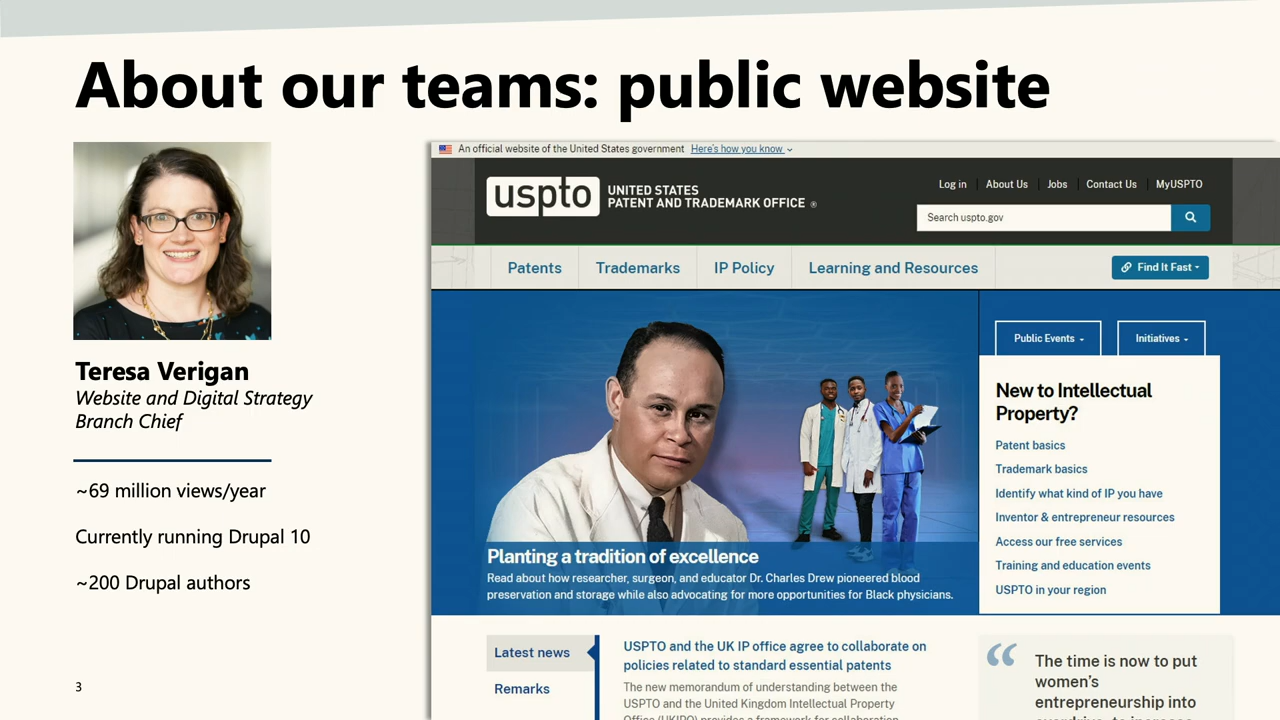 About our teams: public website
Teresa Verigan
Website and Digital Strategy
Branch Chief
~69 million views/year
Currently running Drupal 10
~200 Drupal authors
3
An official website of the United States government Here's how you know
uspto UNITED STATES
PATENT AND TRADEMARK OFFICE ®
Log in About Us Jobs Contact Us MyUSPTO
Search uspto.gov
Patents Trademarks IP Policy Learning and Resources Find It Fast
Public Events Initiatives
Planting a tradition of excellence
Read about how researcher, surgeon, and educator Dr. Charles Drew pioneered blood
preservation and storage while also advocating for more opportunities for Black physicians.
New to Intellectual
Property?
Patent basics
Trademark basics
Identify what kind of IP you have
Inventor & entrepreneur resources
Access our free services
Training and education events
USPTO in your region
Latest news
Remarks
USPTO and the UK IP office agree to collaborate on
policies related to standard essential patents
The new memorandum of understanding between the
USPTO and the United Kingdom Intellectual Property
Office (UKIPO) provides a framework for collaboration
“ The time is now to put
women's
entrepreneurship into